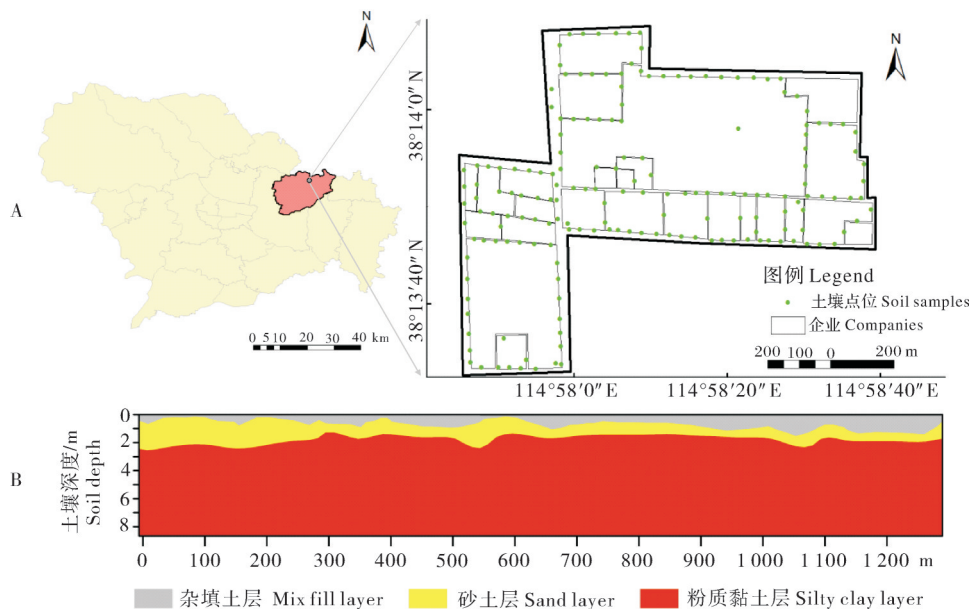 A
N
0 5 10 20 30 40 km
38°14′0″ N
38°13′40″ N
N
图例 Legend
土壤点位 Soil samples
企业 Companies
200 100 0 200 m
114°58′0″ E 114°58′20″ E 114°58′40″ E
B
土壤深度/m
Soil depth
0
2
4
6
8
0 100 200 300 400 500 600 700 800 900 1 000 1 100 1 200 m
杂填土层 Mix fill layer 砂土层 Sand layer 粉质黏土层 Silty clay layer